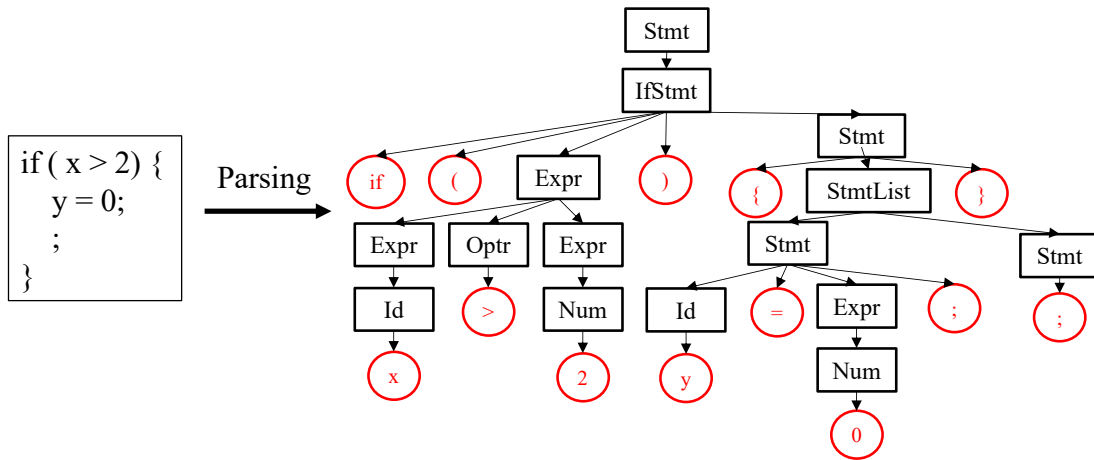 if ( x > 2) {
y = 0;
;
}
Parsing
Stmt
IfStmt
if
(
Expr
)
Stmt
{
StmtList
}
Expr
Optr
Expr
Stmt
Stmt
Id
>
Num
Id
=
Expr
;
;
x
2
y
Num
0